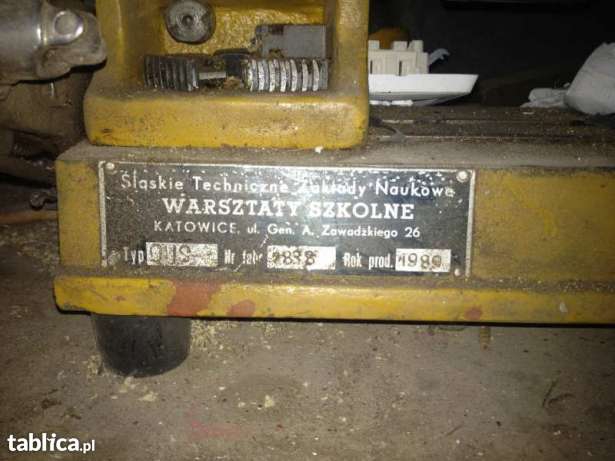 Śląskie Techniczne Zakłady Naukowe
WARSZTATY SZKOLNE
KATOWICE, ul. Gen. A. Zawadzkiego 26
Typ Nr fabr. Rok prod. 1980
tablica.pl